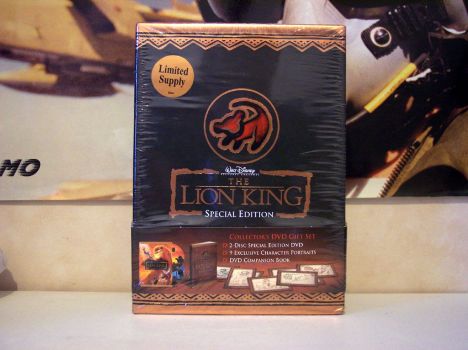 Limited
Supply
Walt Disney
THE
LION KING
SPECIAL EDITION
COLLECTOR'S DVD GIFT SET
2-DISC SPECIAL EDITION DVD
9 EXCLUSIVE CHARACTER PORTRAITS
DVD COMPANION BOOK
MO